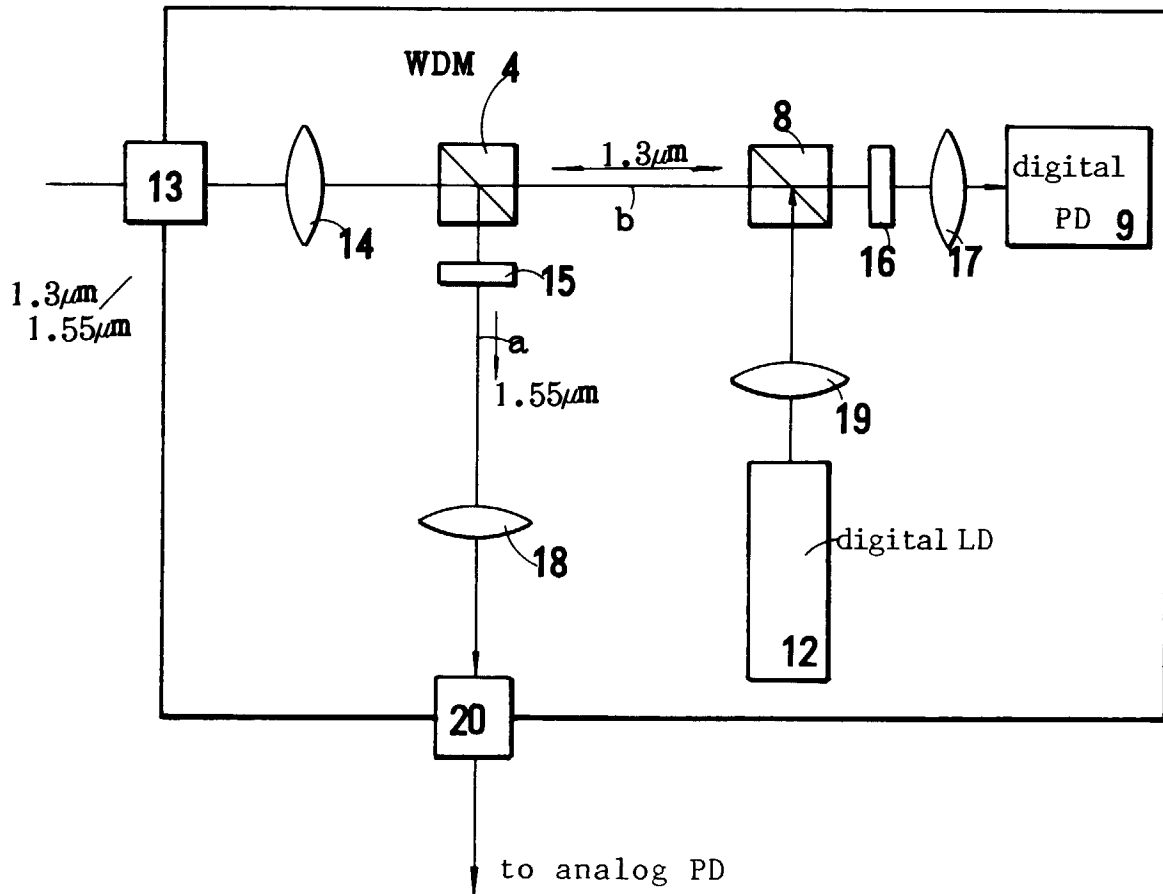 WDM 4
8
1.3μm
digital
PD 9
13
14
b
16
17
15
1.3μm
1.55μm
a
1.55μm
19
18
digital LD
12
20
to analog PD